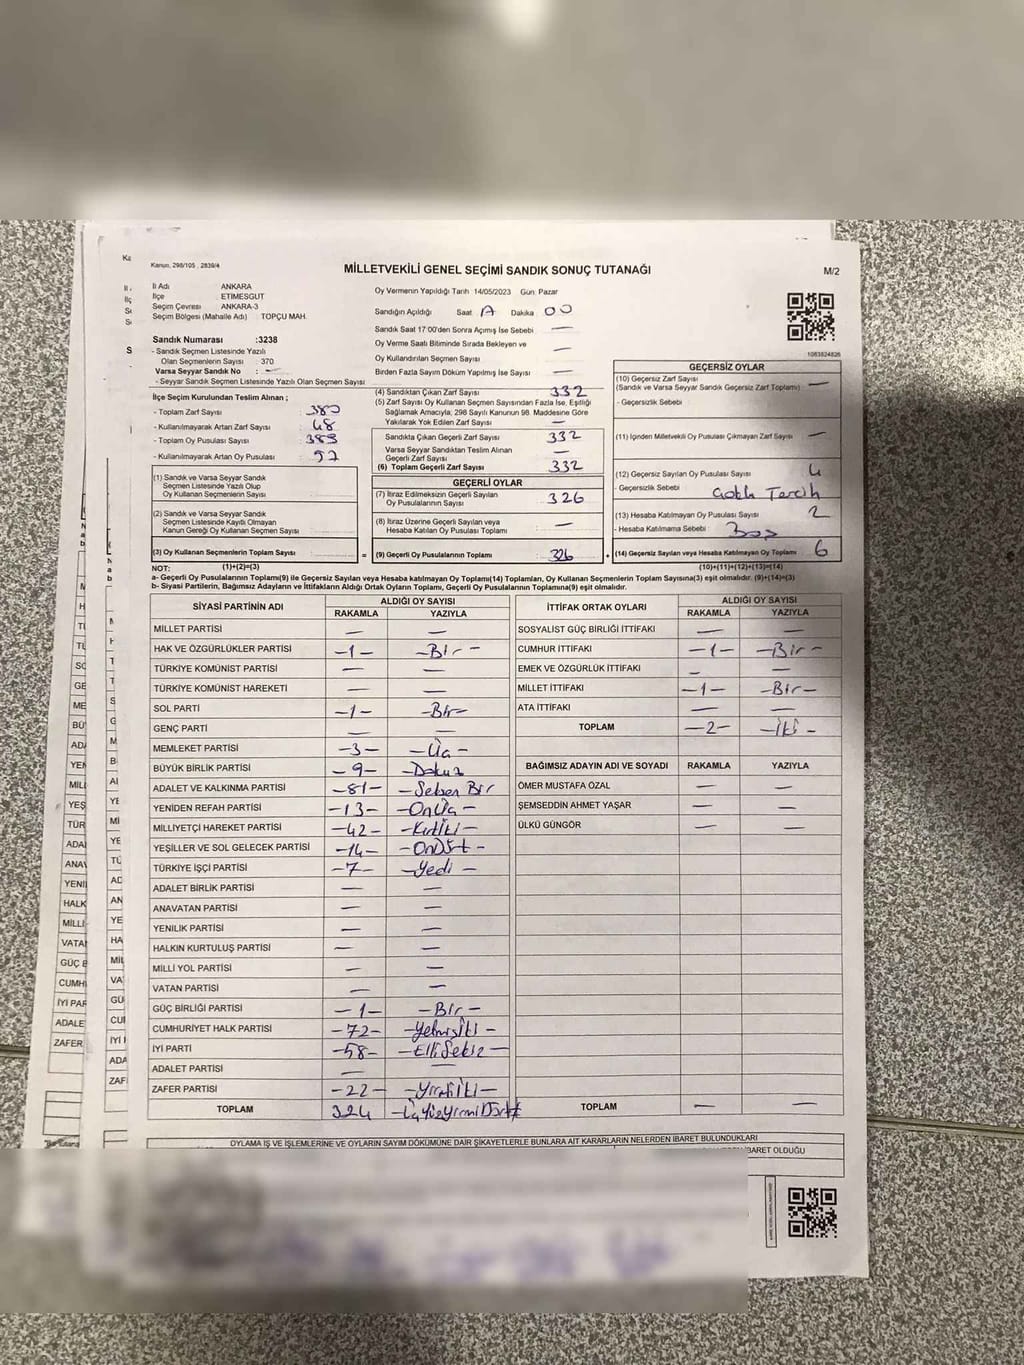 Kanun, 298/105 , 2839/4
MİLLETVEKİLİ GENEL SEÇİMİ SANDIK SONUÇ TUTANAĞI
M/2
İl Adı ANKARA
İlçe ETİMESGUT
Seçim Çevresi ANKARA-3
Seçim Bölgesi (Mahalle Adı) TOPÇU MAH.
Oy Vermenin Yapıldığı Tarih 14/05/2023 Gün: Pazar
Sandığın Açıldığı Saat Dakika 00
Sandık Saat 17:00'den Sonra Açımış İse Sebebi —
Oy Verme Saati Bitiminde Sırada Bekleyen ve
Oy Kullandırılan Seçmen Sayısı —
Birden Fazla Sayım Döküm Yapılmış İse Sayısı —
Sandık Numarası :3238
- Sandık Seçmen Listesinde Yazılı
Olan Seçmenlerin Sayısı : 370
Varsa Seyyar Sandık No : —
- Seyyar Sandık Seçmen Listesinde Yazılı Olan Seçmen Sayısı
İlçe Seçim Kurulundan Teslim Alınan ;
- Toplam Zarf Sayısı : 380
- Kullanılmayarak Artan Zarf Sayısı : 48
- Toplam Oy Pusulası Sayısı : 389
- Kullanılmayarak Artan Oy Pusulası : 57
(1) Sandık ve Varsa Seyyar Sandık
Seçmen Listesinde Yazılı Olup
Oy Kullanan Seçmenlerin Sayısı :
(2) Sandık ve Varsa Seyyar Sandık
Seçmen Listesinde Kayıtlı Olmayan
Kanun Gereği Oy Kullanan Seçmen Sayısı :
(3) Oy Kullanan Seçmenlerin Toplam Sayısı :
(1)+(2)=(3)
(4) Sandıktan Çıkan Zarf Sayısı 332
(5) Zarf Sayısı Oy Kullanan Seçmen Sayısından Fazla İse, Eşitliği
Sağlamak Amacıyla, 298 Sayılı Kanunun 98. Maddesine Göre
Yakılarak Yok Edilen Zarf Sayısı —
Sandıkta Çıkan Geçerli Zarf Sayısı 332
Varsa Seyyar Sandıktan Teslim Alınan
Geçerli Zarf Sayısı —
(6) Toplam Geçerli Zarf Sayısı 332
GEÇERLİ OYLAR
(7) İtiraz Edilmeksizin Geçerli Sayılan
Oy Pusulalarının Sayısı : 326
(8) İtiraz Üzerine Geçerli Sayılan veya
Hesaba Katılan Oy Pusulası Toplamı : —
= (9) Geçerli Oy Pusulalarının Toplamı : 326 +
1063824826
GEÇERSİZ OYLAR
(10) Geçersiz Zarf Sayısı
(Sandık ve Varsa Seyyar Sandık Geçersiz Zarf Toplamı) : —
- Geçersizlik Sebebi :
(11) İçinden Milletvekili Oy Pusulası Çıkmayan Zarf Sayısı : —
(12) Geçersiz Sayılan Oy Pusulası Sayısı : 4
- Geçersizlik Sebebi : Tercih
(13) Hesaba Katılmayan Oy Pusulası Sayısı : 2
- Hesaba Katılmama Sebebi : Boş
(14) Geçersiz Sayılan veya Hesaba Katılmayan Oy Toplamı : 6
(10)+(11)+(12)+(13)=(14)
NOT:
a- Geçerli Oy Pusulalarının Toplamı(9) ile Geçersiz Sayılan veya Hesaba katılmayan Oy Toplamı(14) Toplamları, Oy Kullanan Seçmenlerin Toplam Sayısına(3) eşit olmalıdır. (9)+(14)=(3)
b- Siyasi Partilerin, Bağımsız Adayların ve İttifakların Aldığı Ortak Oyların Toplamı, Geçerli Oy Pusulalarının Toplamına(9) eşit olmalıdır.
SİYASİ PARTİNİN ADI ALDIĞI OY SAYISI
RAKAMLA YAZIYLA
MİLLET PARTİSİ — —
HAK VE ÖZGÜRLÜKLER PARTİSİ -1- -Bir-
TÜRKİYE KOMÜNİST PARTİSİ — —
TÜRKİYE KOMÜNİST HAREKETİ — —
SOL PARTİ -1- -Bir-
GENÇ PARTİ — —
MEMLEKET PARTİSİ -3- -Üç-
BÜYÜK BİRLİK PARTİSİ -9- -Dokuz
ADALET VE KALKINMA PARTİSİ -81- -Seksen Bir
YENİDEN REFAH PARTİSİ -13- -OnÜç-
MİLLİYETÇİ HAREKET PARTİSİ -42- -Kırkİki-
YEŞİLLER VE SOL GELECEK PARTİSİ -14- -OnDört-
TÜRKİYE İŞÇİ PARTİSİ -7- -Yedi-
ADALET BİRLİK PARTİSİ — —
ANAVATAN PARTİSİ — —
YENİLİK PARTİSİ — —
HALKIN KURTULUŞ PARTİSİ — —
MİLLİ YOL PARTİSİ — —
VATAN PARTİSİ — —
GÜÇ BİRLİĞİ PARTİSİ -1- -Bir-
CUMHURİYET HALK PARTİSİ -72- -Yetmişİki-
İYİ PARTİ -58- -ElliSekiz-
ADALET PARTİSİ — —
ZAFER PARTİSİ -22- -Yirmiİki-
TOPLAM 324 -ÜçYüzYirmiDört
İTTİFAK ORTAK OYLARI ALDIĞI OY SAYISI
RAKAMLA YAZIYLA
SOSYALİST GÜÇ BİRLİĞİ İTTİFAKI — —
CUMHUR İTTİFAKI -1- -Bir-
EMEK VE ÖZGÜRLÜK İTTİFAKI — —
MİLLET İTTİFAKI -1- -Bir-
ATA İTTİFAKI — —
TOPLAM -2- -İki-
BAĞIMSIZ ADAYIN ADI VE SOYADI RAKAMLA YAZIYLA
ÖMER MUSTAFA ÖZAL — —
ŞEMSEDDİN AHMET YAŞAR — —
ÜLKÜ GÜNGÖR — —
TOPLAM — —
OYLAMA İŞ VE İŞLEMLERİNE VE OYLARIN SAYIM DÖKÜMÜNE DAİR ŞİKAYETLERLE BUNLARA AİT KARARLARIN NELERDEN İBARET BULUNDUKLARI
İBARET OLDUĞU